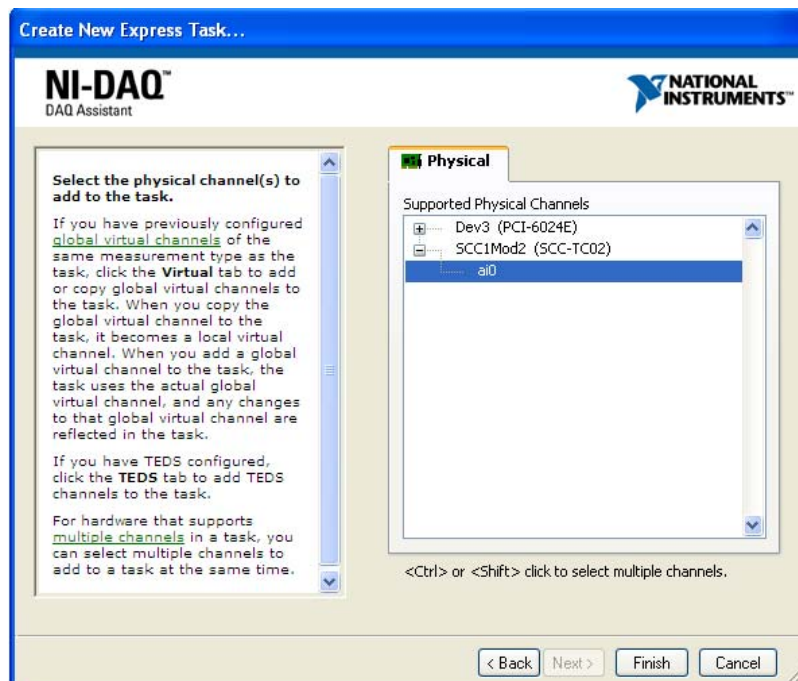 Create New Express Task...
NI-DAQ™
DAQ Assistant
NATIONAL
INSTRUMENTS™
Select the physical channel(s) to
add to the task.
If you have previously configured
global virtual channels of the
same measurement type as the
task, click the Virtual tab to add
or copy global virtual channels to
the task. When you copy the
global virtual channel to the
task, it becomes a local virtual
channel. When you add a global
virtual channel to the task, the
task uses the actual global
virtual channel, and any changes
to that global virtual channel are
reflected in the task.
If you have TEDS configured,
click the TEDS tab to add TEDS
channels to the task.
For hardware that supports
multiple channels in a task, you
can select multiple channels to
add to a task at the same time.
Physical
Supported Physical Channels
Dev3 (PCI-6024E)
SCC1Mod2 (SCC-TC02)
ai0
<Ctrl> or <Shift> click to select multiple channels.
< Back
Next >
Finish
Cancel